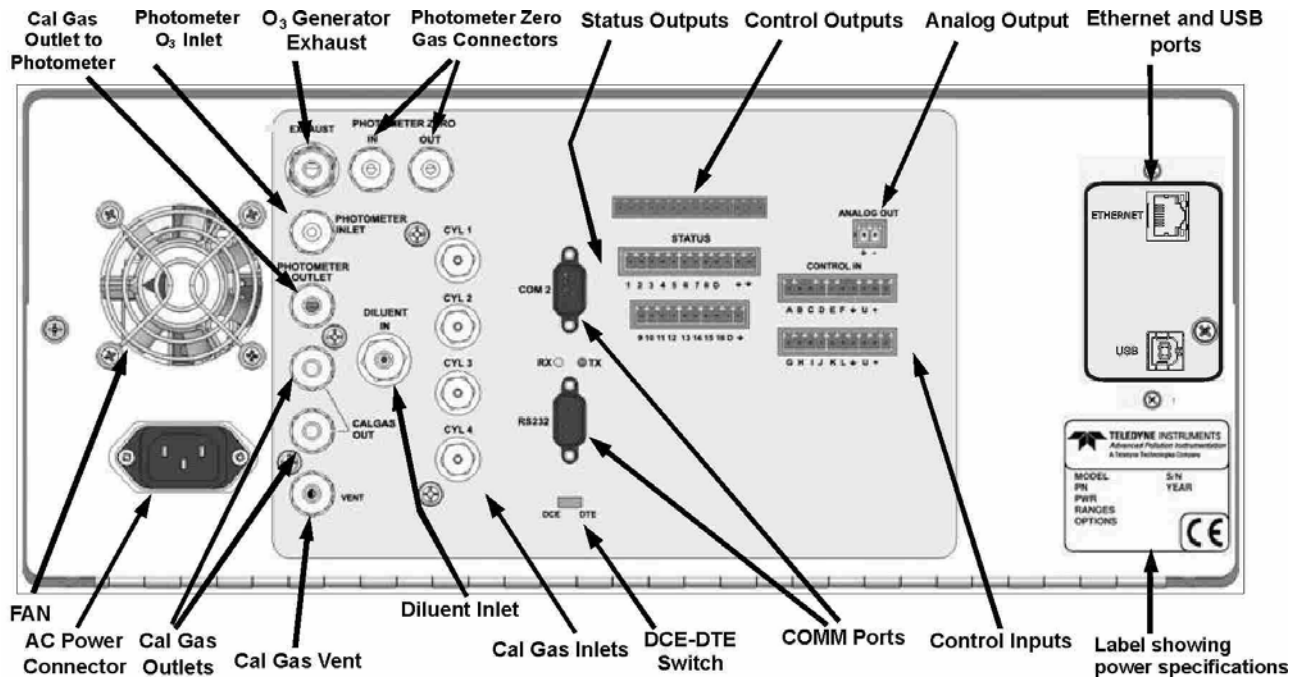 Cal Gas
Outlet to
Photometer
Photometer
O₃ Inlet
O₃ Generator
Exhaust
Photometer Zero
Gas Connectors
Status Outputs
Control Outputs
Analog Output
Ethernet and USB
ports
EXHAUST
PHOTOMETER ZERO
IN
OUT
PHOTOMETER
INLET
PHOTOMETER
OUTLET
DILUENT
IN
CYL 1
CYL 2
CYL 3
CYL 4
CALGAS
OUT
VENT
COM 2
RX
TX
RS232
DCE
DTE
STATUS
1 2 3 4 5 6 7 8 D
9 10 11 12 13 14 15 16 D
ANALOG OUT
+ -
CONTROL IN
A B C D E F U +
G H I J K L U +
ETHERNET
USB
TELEDYNE INSTRUMENTS
Advanced Pollution Instrumentation
A Teledyne Technologies Company
MODEL S/N
PN YEAR
PWR
RANGES
OPTIONS
CE
FAN
AC Power
Connector
Cal Gas
Outlets
Cal Gas Vent
Diluent Inlet
Cal Gas Inlets
DCE-DTE
Switch
COMM Ports
Control Inputs
Label showing
power specifications